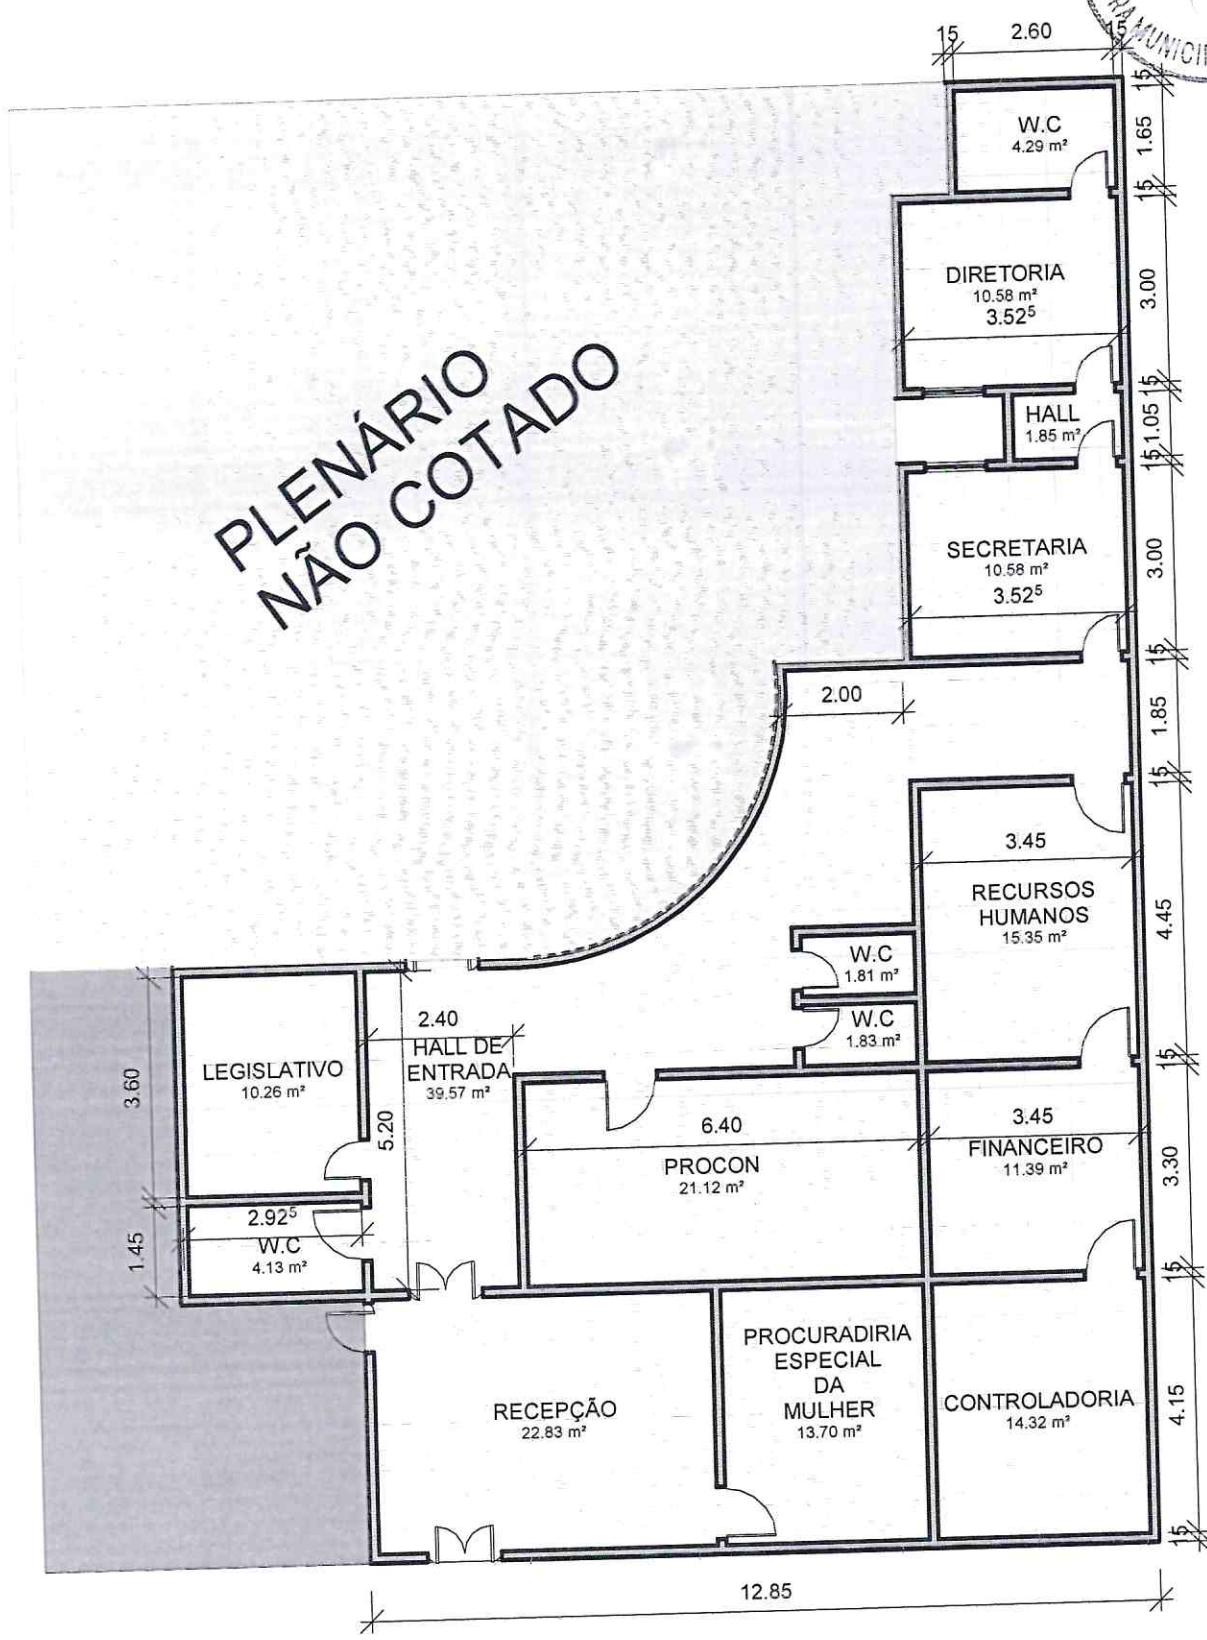 15
2.60
15
RA MUNICIP
15
W.C
4.29 m²
1.65
15
DIRETORIA
10.58 m²
3.52⁵
3.00
15
HALL
1.85 m²
1.05
15
PLENÁRIO
NÃO COTADO
SECRETARIA
10.58 m²
3.52⁵
3.00
15
2.00
1.85
15
3.45
RECURSOS
HUMANOS
15.35 m²
4.45
W.C
1.81 m²
W.C
1.83 m²
15
2.40
HALL DE
ENTRADA
39.57 m²
5.20
LEGISLATIVO
10.26 m²
3.60
6.40
PROCON
21.12 m²
3.45
FINANCEIRO
11.39 m²
3.30
2.92⁵
W.C
4.13 m²
1.45
15
RECEPÇÃO
22.83 m²
PROCURADIRIA
ESPECIAL
DA
MULHER
13.70 m²
CONTROLADORIA
14.32 m²
4.15
15
12.85